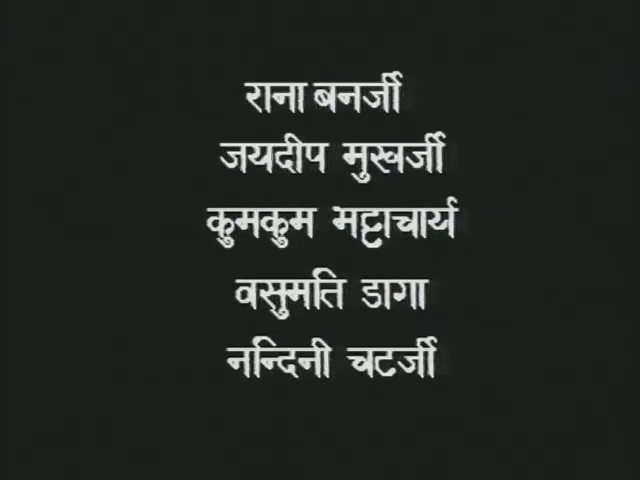 राना बनर्जी
जयदीप मुखर्जी
कुमकुम भट्टाचार्य
वसुमति डागा
नन्दिनी चटर्जी